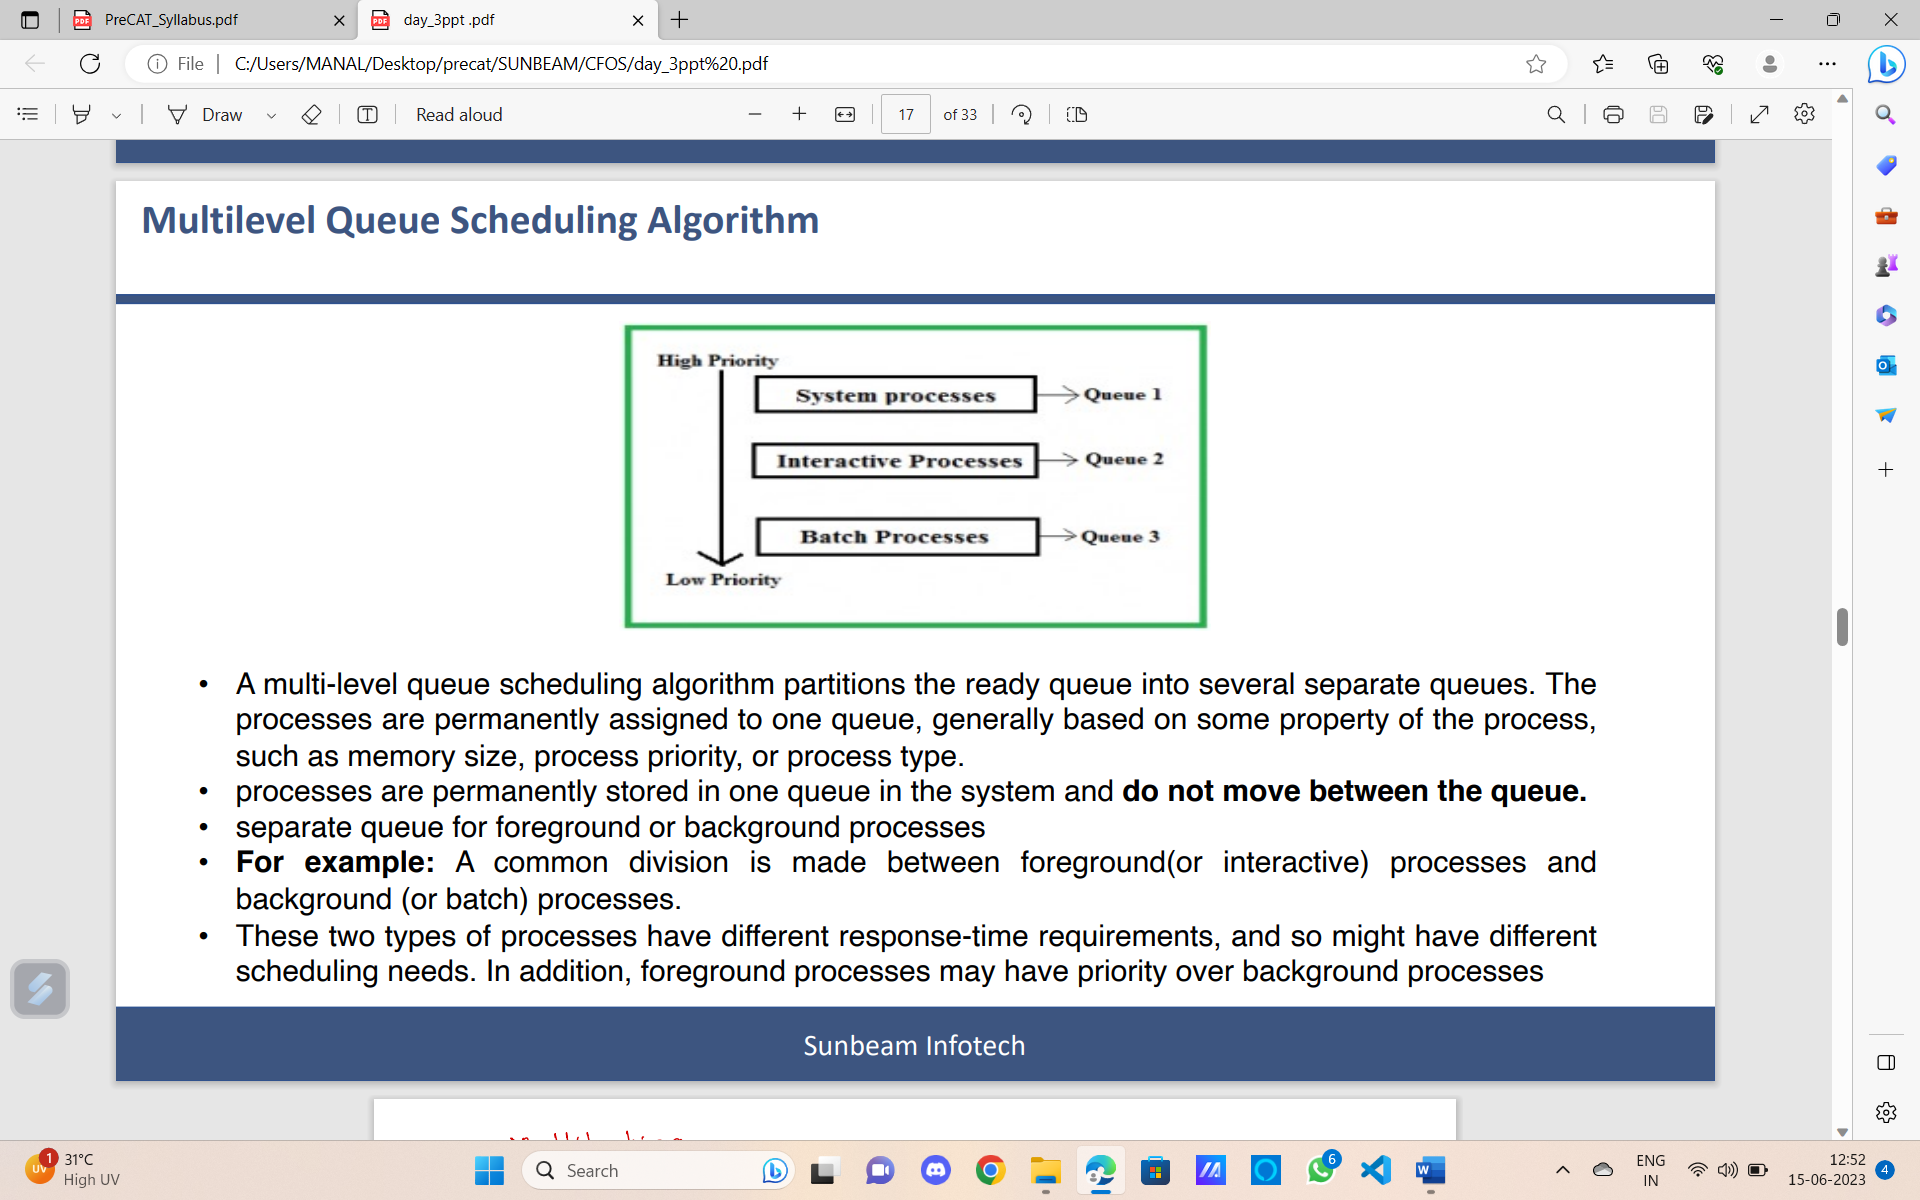 PreCAT_Syllabus.pdf
day_3ppt .pdf
File
C:/Users/MANAL/Desktop/precat/SUNBEAM/CFOS/day_3ppt%20.pdf
Draw
Read aloud
17
of 33
Multilevel Queue Scheduling Algorithm
High Priority
System processes
Queue 1
Interactive Processes
Queue 2
Batch Processes
Queue 3
Low Priority
• A multi-level queue scheduling algorithm partitions the ready queue into several separate queues. The
processes are permanently assigned to one queue, generally based on some property of the process,
such as memory size, process priority, or process type.
• processes are permanently stored in one queue in the system and do not move between the queue.
• separate queue for foreground or background processes
• For example: A common division is made between foreground(or interactive) processes and
background (or batch) processes.
• These two types of processes have different response-time requirements, and so might have different
scheduling needs. In addition, foreground processes may have priority over background processes
Sunbeam Infotech
1
UV
31°C
High UV
Search
6
ENG
IN
12:52
15-06-2023
4